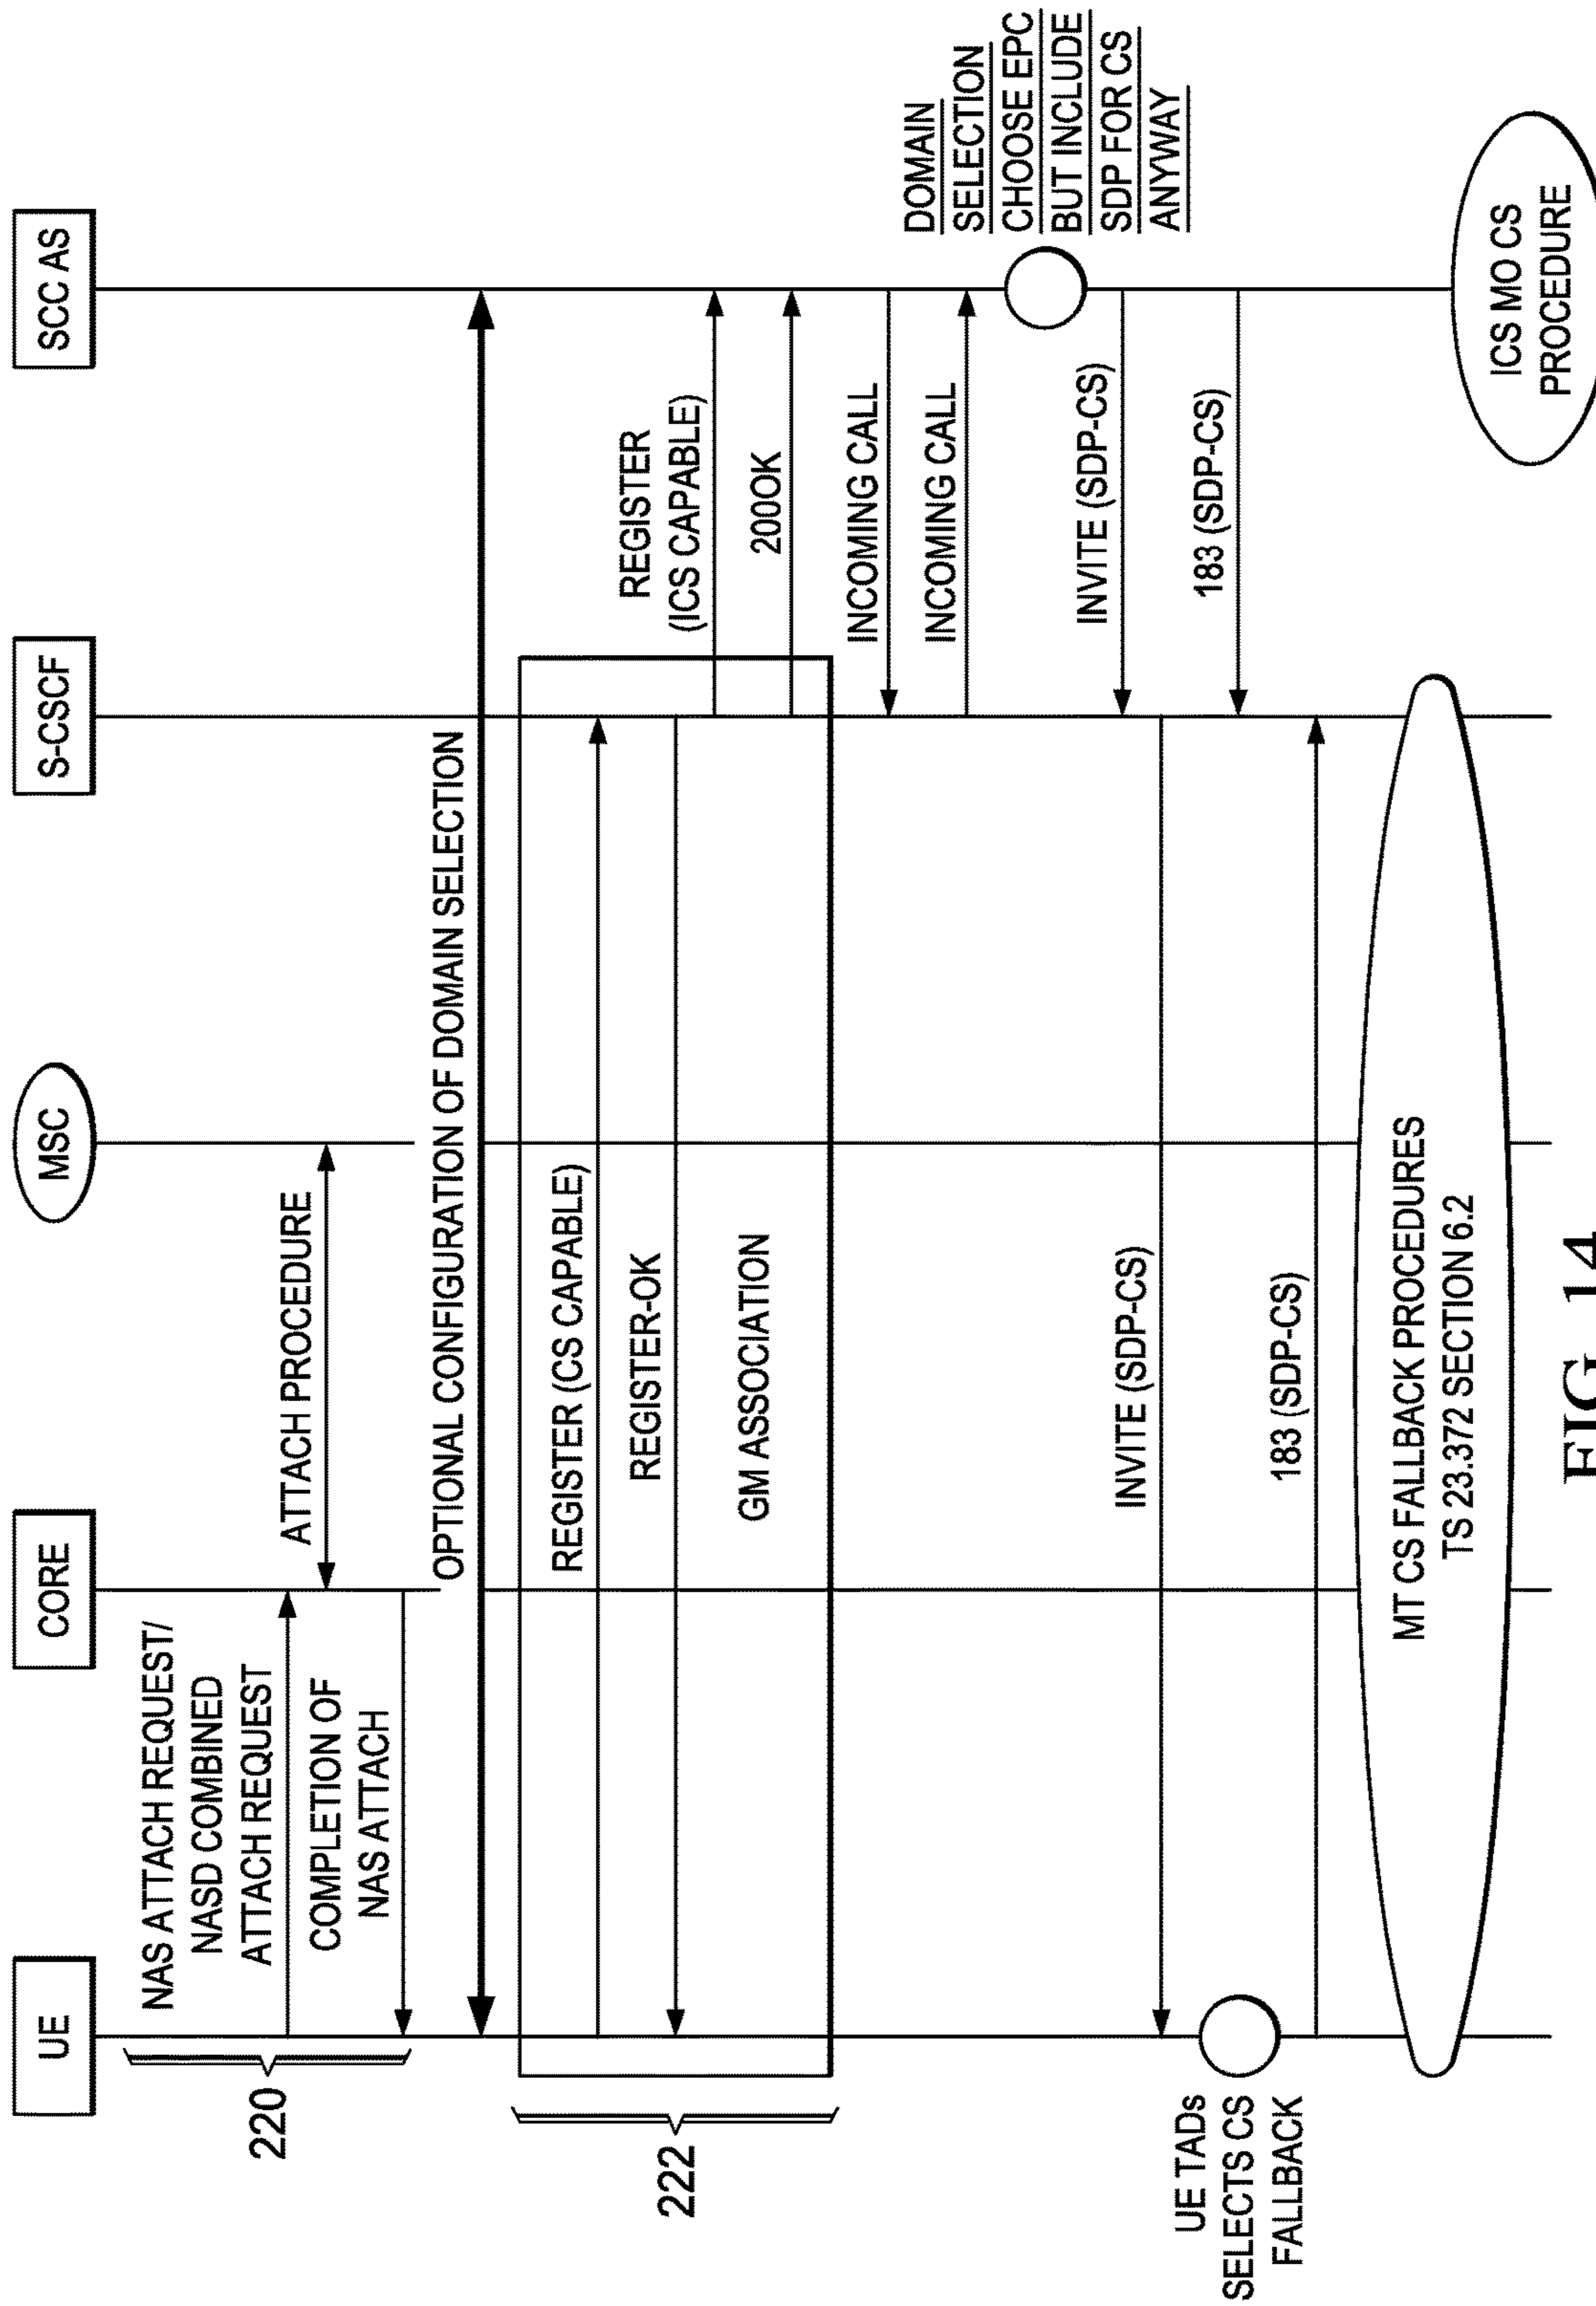 UE
CORE
MSC
S-CSCF
SCC AS
NAS ATTACH REQUEST/
NASD COMBINED
ATTACH REQUEST
ATTACH PROCEDURE
COMPLETION OF
NAS ATTACH
220
OPTIONAL CONFIGURATION OF DOMAIN SELECTION
REGISTER (CS CAPABLE)
REGISTER-OK
REGISTER
(ICS CAPABLE)
GM ASSOCIATION
200OK
222
INCOMING CALL
INCOMING CALL
DOMAIN
SELECTION
CHOOSE EPC
BUT INCLUDE
SDP FOR CS
ANYWAY
INVITE (SDP-CS)
INVITE (SDP-CS)
UE TADs
SELECTS CS
FALLBACK
183 (SDP-CS)
183 (SDP-CS)
MT CS FALLBACK PROCEDURES
TS 23.372 SECTION 6.2
ICS MO CS
PROCEDURE
FIG. 14